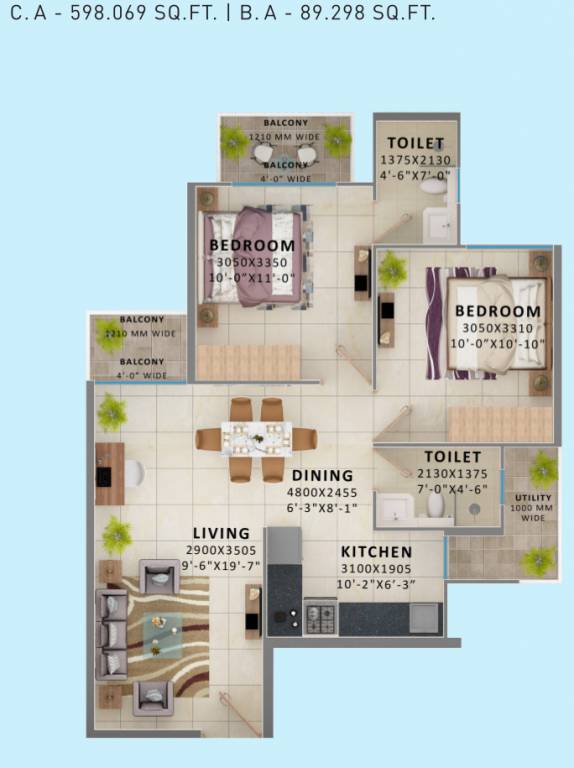 C.A - 598.069 SQ.FT. | B.A - 89.298 SQ.FT.
BALCONY
1210 MM WIDE
BALCONY
4'-0" WIDE
TOILET
1375X2130
4'-6"X7'-0"
BEDROOM
3050X3350
10'-0"X11'-0"
BEDROOM
3050X3310
10'-0"X10'-10"
BALCONY
1210 MM WIDE
BALCONY
4'-0" WIDE
TOILET
2130X1375
7'-0"X4'-6"
DINING
4800X2455
6'-3"X8'-1"
UTILITY
1000 MM
WIDE
LIVING
2900X3505
9'-6"X19'-7"
KITCHEN
3100X1905
10'-2"X6'-3"